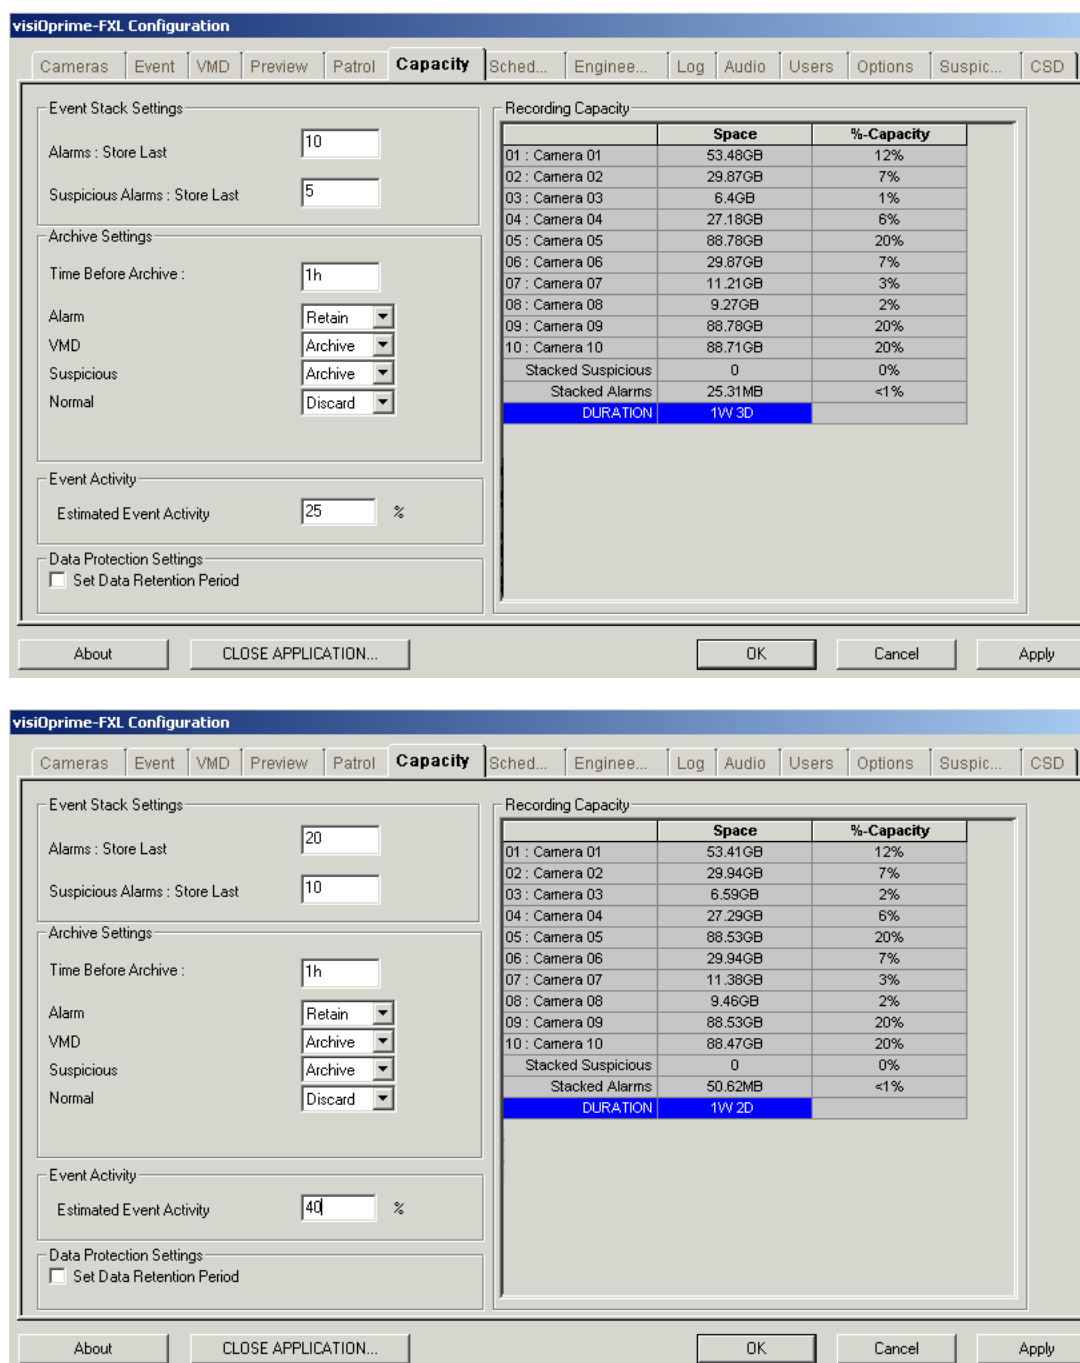 visiOprime-FXL Configuration
Cameras Event VMD Preview Patrol Capacity Sched... Enginee... Log Audio Users Options Suspic... CSD
Event Stack Settings
Alarms : Store Last 10
Suspicious Alarms : Store Last 5
Archive Settings
Time Before Archive : 1h
Alarm Retain
VMD Archive
Suspicious Archive
Normal Discard
Event Activity
Estimated Event Activity 25 %
Data Protection Settings
Set Data Retention Period
Recording Capacity
Space %-Capacity
01 : Camera 01 53.48GB 12%
02 : Camera 02 29.87GB 7%
03 : Camera 03 6.4GB 1%
04 : Camera 04 27.18GB 6%
05 : Camera 05 88.78GB 20%
06 : Camera 06 29.87GB 7%
07 : Camera 07 11.21GB 3%
08 : Camera 08 9.27GB 2%
09 : Camera 09 88.78GB 20%
10 : Camera 10 88.71GB 20%
Stacked Suspicious 0 0%
Stacked Alarms 25.31MB <1%
DURATION 1W 3D
About CLOSE APPLICATION... OK Cancel Apply
visiOprime-FXL Configuration
Cameras Event VMD Preview Patrol Capacity Sched... Enginee... Log Audio Users Options Suspic... CSD
Event Stack Settings
Alarms : Store Last 20
Suspicious Alarms : Store Last 10
Archive Settings
Time Before Archive : 1h
Alarm Retain
VMD Archive
Suspicious Archive
Normal Discard
Event Activity
Estimated Event Activity 40 %
Data Protection Settings
Set Data Retention Period
Recording Capacity
Space %-Capacity
01 : Camera 01 53.41GB 12%
02 : Camera 02 29.94GB 7%
03 : Camera 03 6.59GB 2%
04 : Camera 04 27.29GB 6%
05 : Camera 05 88.53GB 20%
06 : Camera 06 29.94GB 7%
07 : Camera 07 11.38GB 3%
08 : Camera 08 9.46GB 2%
09 : Camera 09 88.53GB 20%
10 : Camera 10 88.47GB 20%
Stacked Suspicious 0 0%
Stacked Alarms 50.62MB <1%
DURATION 1W 2D
About CLOSE APPLICATION... OK Cancel Apply